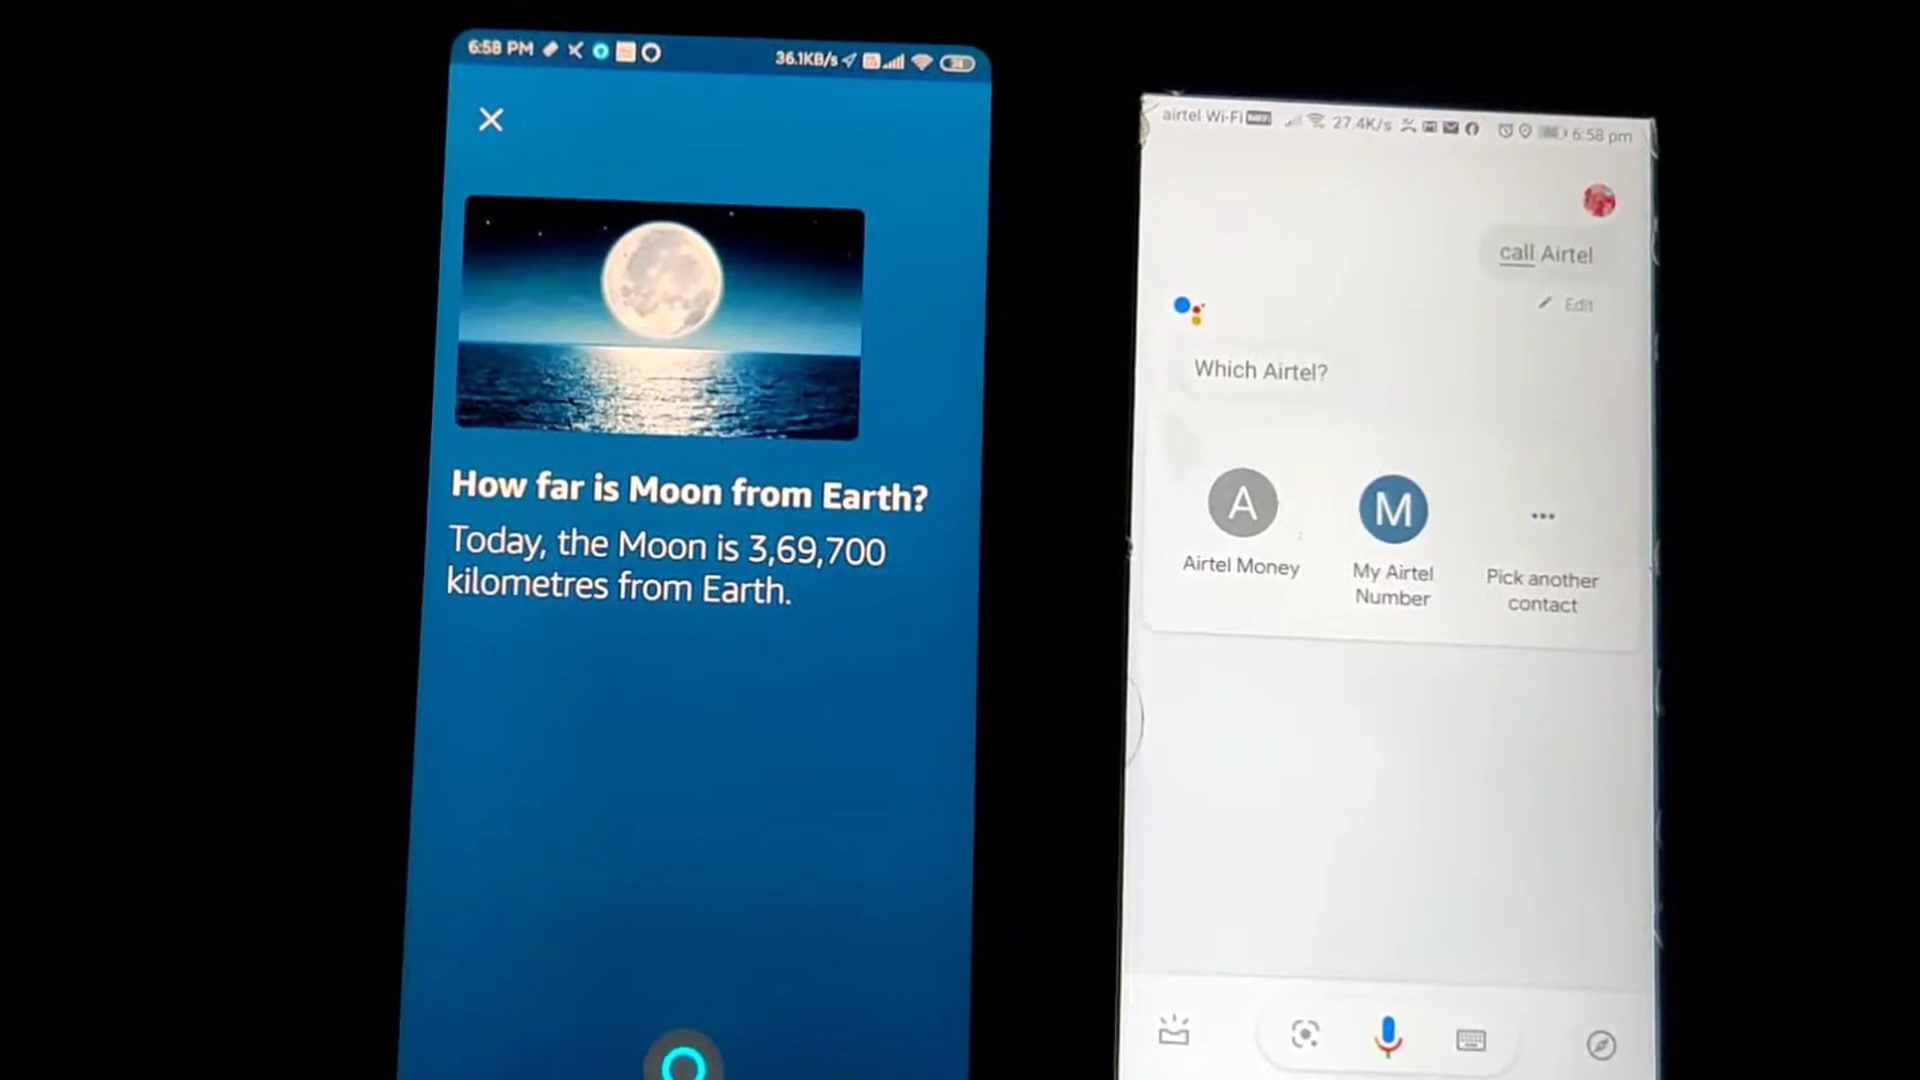 6:58 PM
36.1KB/s
How far is Moon from Earth?
Today, the Moon is 3,69,700
kilometres from Earth.
airtel Wi-Fi
27.4K/s
6:58 pm
call Airtel
Edit
Which Airtel?
A
M
Airtel Money
My Airtel
Number
Pick another
contact